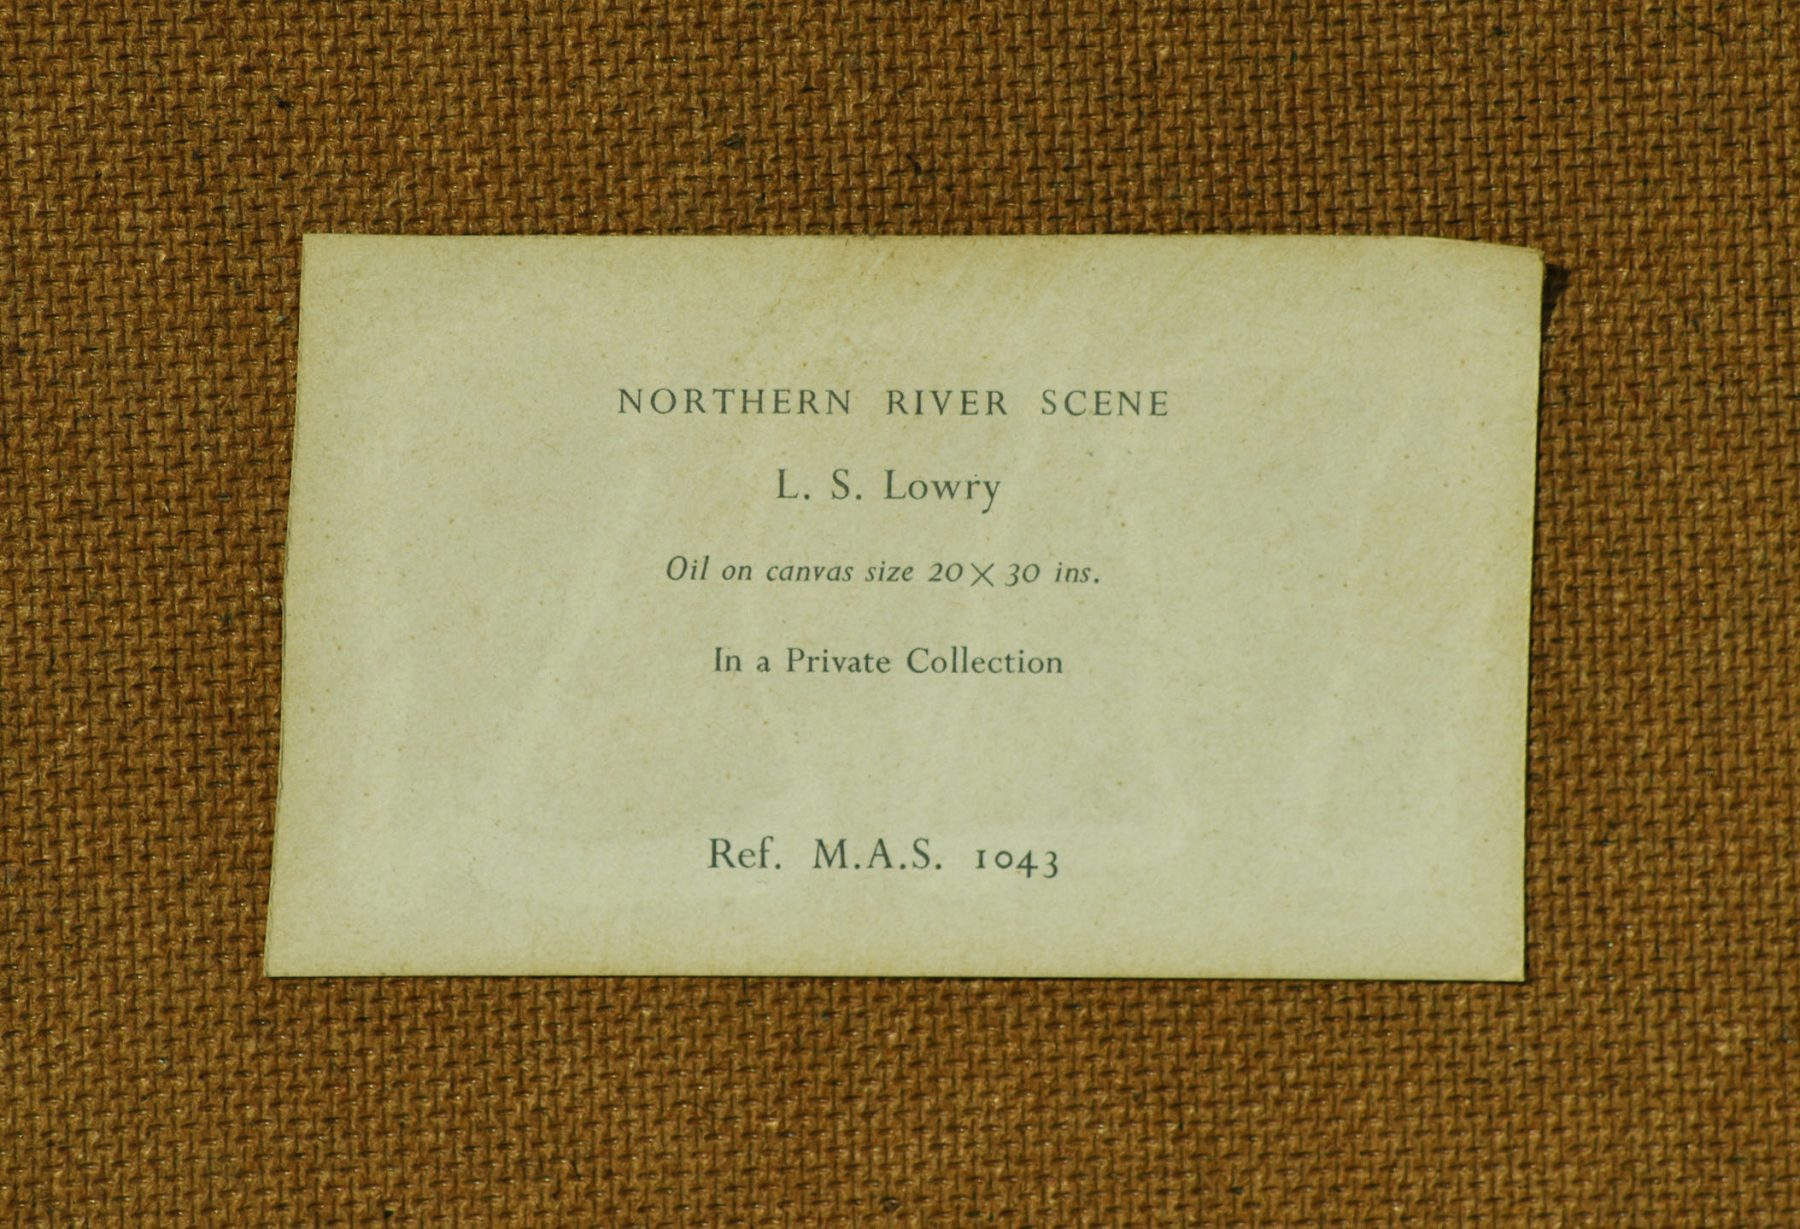 NORTHERN RIVER SCENE
L. S. Lowry
Oil on canvas size 20 × 30 ins.
In a Private Collection
Ref. M.A.S. 1043